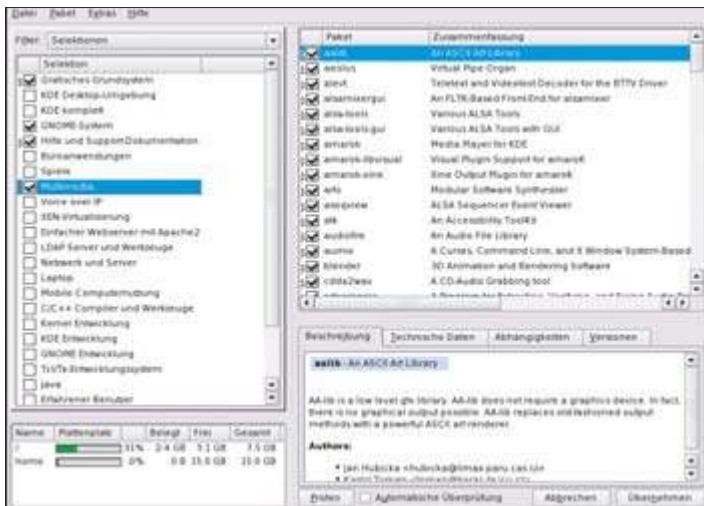 Datei Paket Extras Hilfe
Filter: Selektionen
Selektion
Grafisches Grundsystem
KDE Desktop-Umgebung
KDE komplett
GNOME-System
Hilfe und Support-Dokumentation
Büroanwendungen
Spiele
Multimedia
Voice over IP
XEN-Virtualisierung
Einfacher Webserver mit Apache2
LDAP Server und Werkzeuge
Netzwerk und Server
Laptop
Mobile Computernutzung
C/C++ Compiler und Werkzeuge
Kernel Entwicklung
KDE Entwicklung
GNOME Entwicklung
Tcl/Tk-Entwicklungssystem
Java
Erfahrener Benutzer
Name Plattenplatz Belegt Frei Gesamt
/ 31% 2.4 GB 5.1 GB 7.5 GB
home 0% 0 B 15.0 GB 15.0 GB
Paket Zusammenfassung
aalib An ASCII Art Library
aeolus Virtual Pipe Organ
alevt Teletext and Videotext Decoder for the BTTV Driver
alsamixergui An FLTK-Based Front-End for alsamixer
alsa-tools Various ALSA Tools
alsa-tools-gui Various ALSA Tools with GUI
amarok Media Player for KDE
amarok-libvisual Visual Plugin Support for amaroK
amarok-xine Xine Output Plugin for amarok
arts Modular Software Synthesizer
aseqview ALSA Sequencer Event Viewer
atk An Accessibility ToolKit
audiofile An Audio File Library
aumix A Curses, Command Line, and X Window System-Based
blender 3D Animation and Rendering Software
cdda2wav A CD-Audio Grabbing tool
Beschreibung Technische Daten Abhängigkeiten Versionen
aalib - An ASCII Art Library
AA-lib is a low level gfx library. AA-lib does not require a graphics device. In fact,
there is no graphical output possible. AA-lib replaces old-fashioned output
methods with a powerful ASCII art renderer.
Authors:
Jan Hubicka
Prüfen Automatische Überprüfung Abbrechen Übernehmen